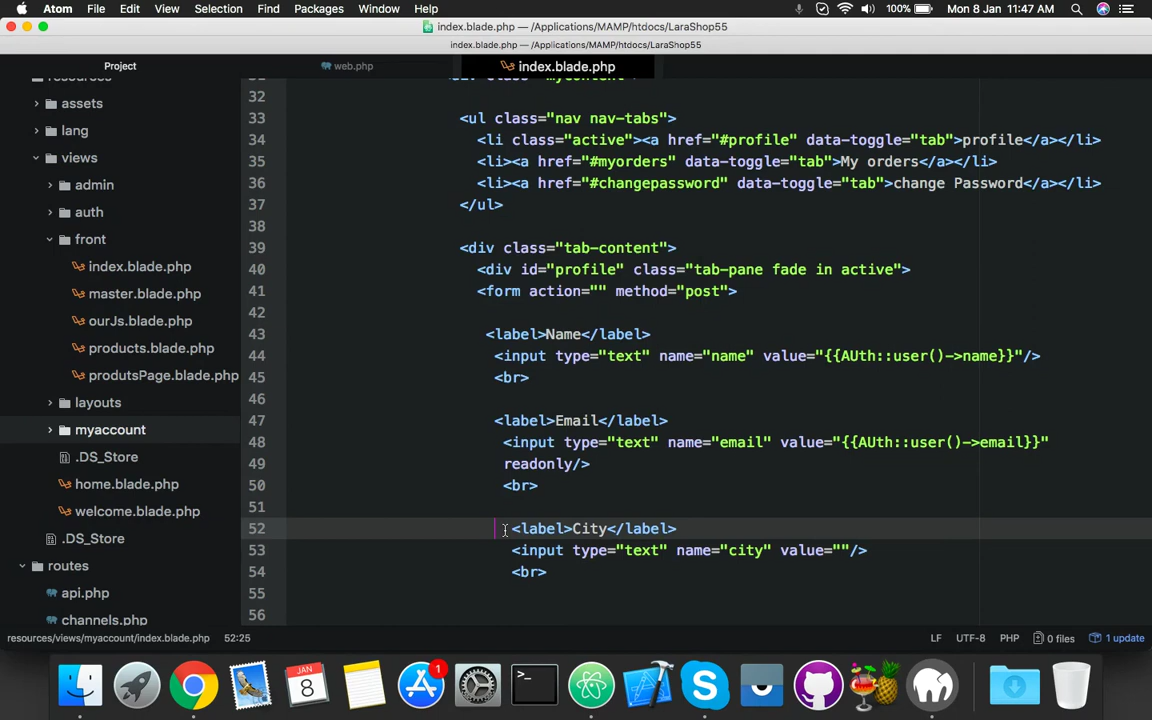 Atom File Edit View Selection Find Packages Window Help 100% Mon 8 Jan 11:47 AM
index.blade.php — /Applications/MAMP/htdocs/LaraShop55
index.blade.php — /Applications/MAMP/htdocs/LaraShop55
Project web.php index.blade.php
resources
assets
lang
views
admin
auth
front
index.blade.php
master.blade.php
ourJs.blade.php
products.blade.php
produtsPage.blade.php
layouts
myaccount
.DS_Store
home.blade.php
welcome.blade.php
.DS_Store
routes
api.php
channels.php
32
33 <ul class="nav nav-tabs">
34 <li class="active"><a href="#profile" data-toggle="tab">profile</a></li>
35 <li><a href="#myorders" data-toggle="tab">My orders</a></li>
36 <li><a href="#changepassword" data-toggle="tab">change Password</a></li>
37 </ul>
38
39 <div class="tab-content">
40 <div id="profile" class="tab-pane fade in active">
41 <form action="" method="post">
42
43 <label>Name</label>
44 <input type="text" name="name" value="{{AUth::user()->name}}"/>
45 <br>
46
47 <label>Email</label>
48 <input type="text" name="email" value="{{AUth::user()->email}}"
49 readonly/>
50 <br>
51
52 <label>City</label>
53 <input type="text" name="city" value=""/>
54 <br>
55
56
resources/views/myaccount/index.blade.php 52:25 LF UTF-8 PHP 0 files 1 update
JAN
8
1
>_